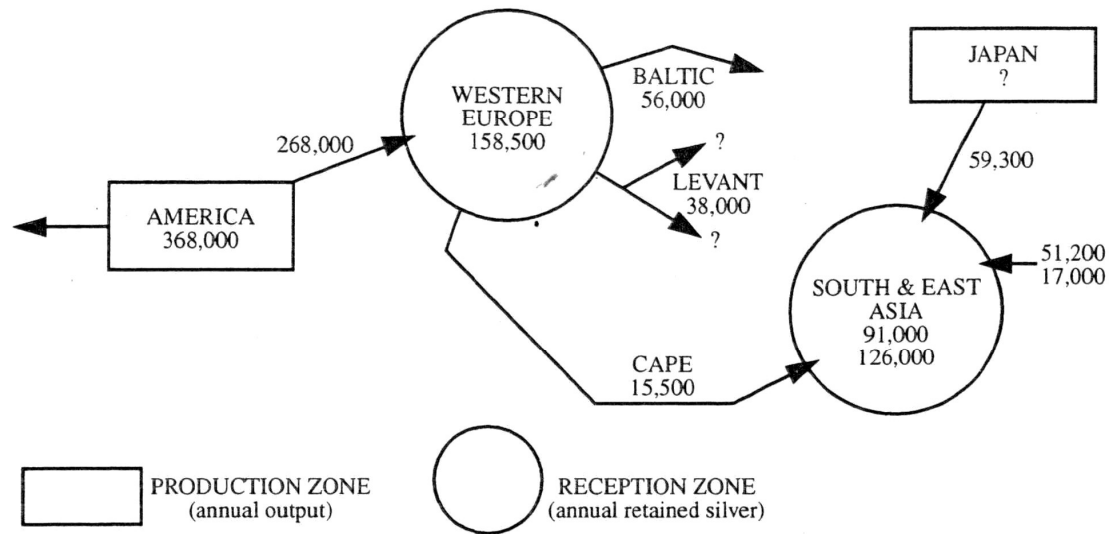 BALTIC
56,000
JAPAN
?
WESTERN
EUROPE
158,500
268,000
?
59,300
LEVANT
38,000
?
AMERICA
368,000
51,200
17,000
SOUTH & EAST
ASIA
91,000
126,000
CAPE
15,500
PRODUCTION ZONE
(annual output)
RECEPTION ZONE
(annual retained silver)